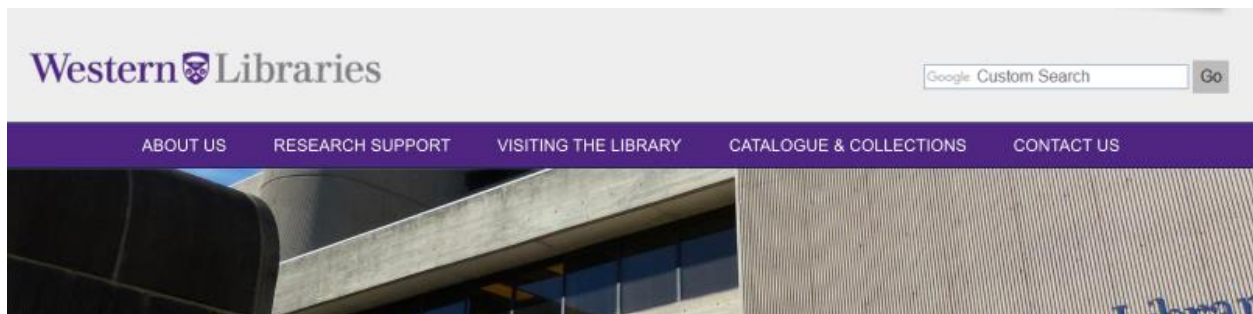 Western Libraries
Google Custom Search Go
ABOUT US RESEARCH SUPPORT VISITING THE LIBRARY CATALOGUE & COLLECTIONS CONTACT US